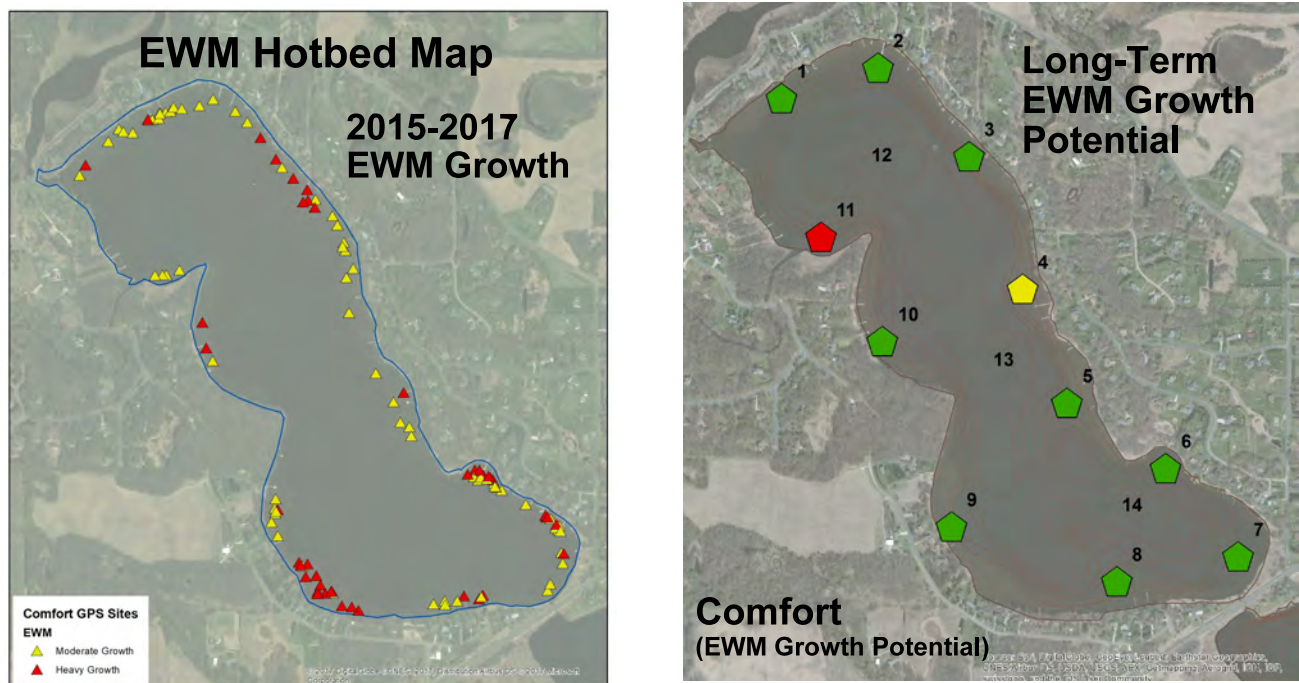 EWM Hotbed Map
2015-2017
EWM Growth
Comfort GPS Sites
EWM
Moderate Growth
Heavy Growth
Long-Term
EWM Growth
Potential
1
2
3
12
11
4
10
13
5
6
14
9
7
8
Comfort
(EWM Growth Potential)